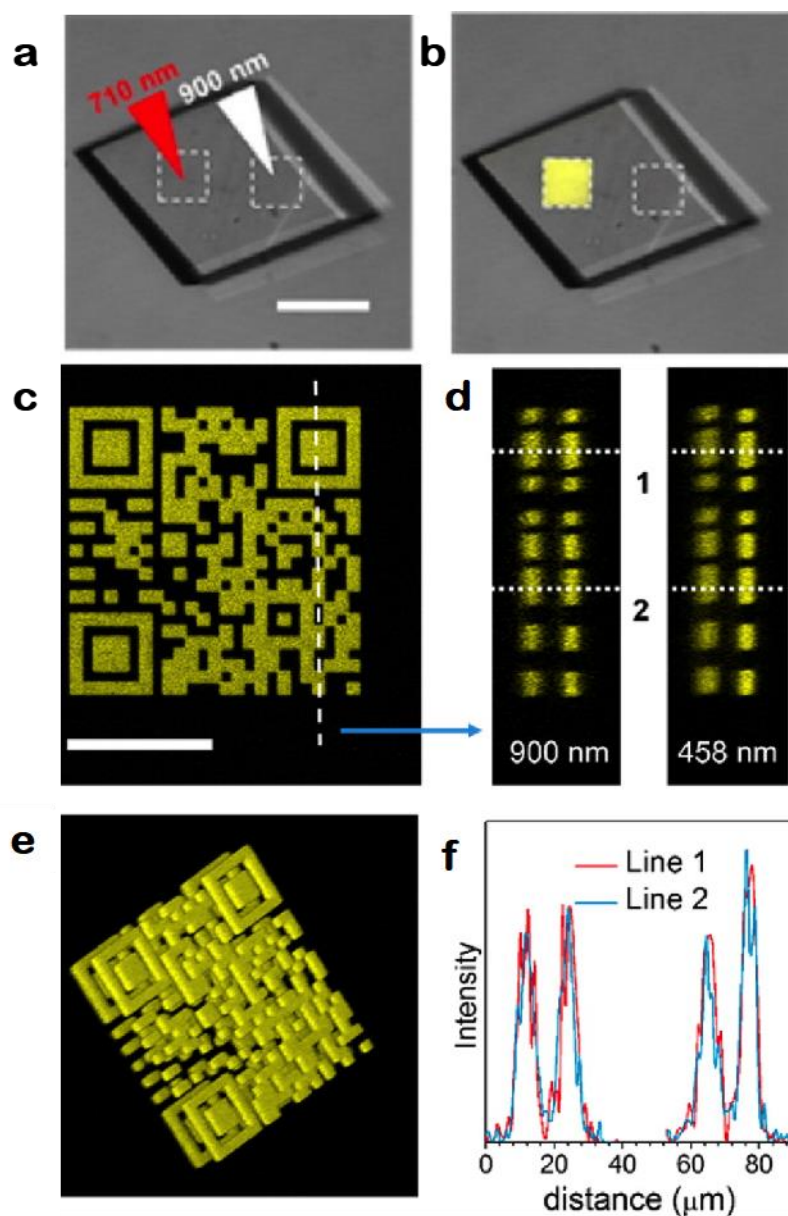 a
710 nm
900 nm
b
c
d
1
2
900 nm
458 nm
e
f
Line 1
Line 2
Intensity
0 20 40 60 80
distance (μm)